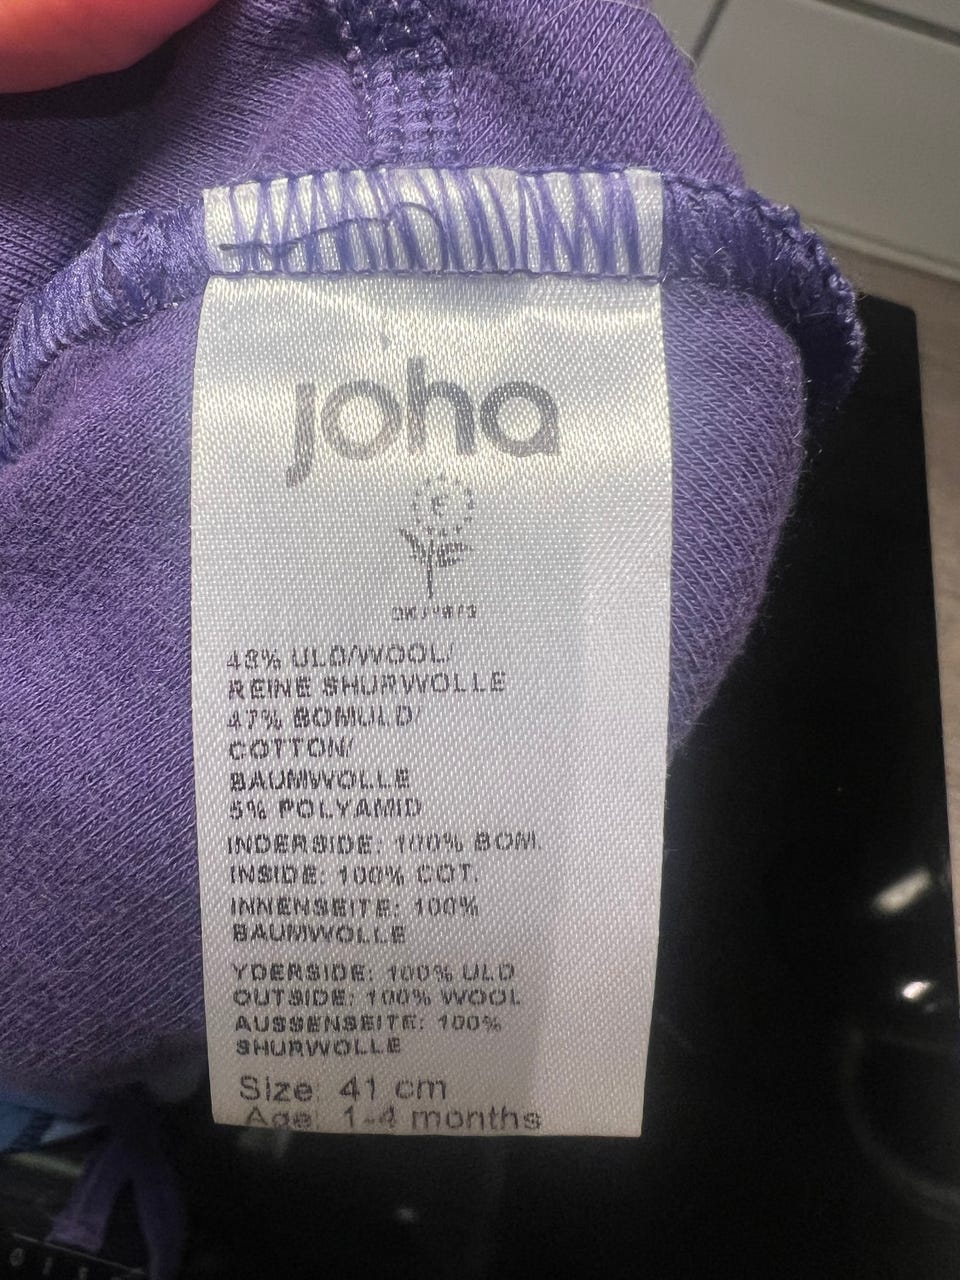 joha
E
48% ULD/WOOL/
REINE SHURWOLLE
47% BOMULD/
COTTON/
BAUMWOLLE
5% POLYAMID
INDERSIDE: 100% BOM.
INSIDE: 100% COT.
INNENSEITE: 100%
BAUMWOLLE
YDERSIDE: 100% ULD
OUTSIDE: 100% WOOL
AUSSENSEITE: 100%
SHURWOLLE
Size: 41 cm
Age: 1-4 months